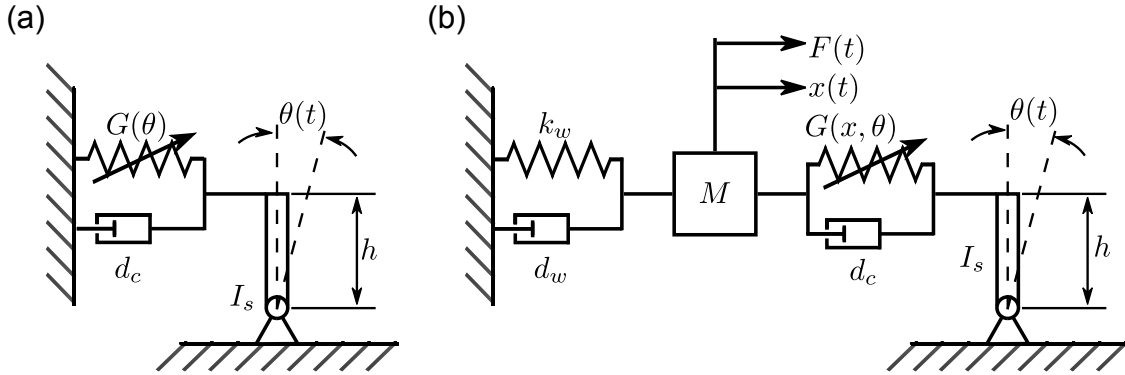 (a)
G(θ)
θ(t)
d_c
I_s
h
(b)
F(t)
x(t)
k_w
G(x, θ)
θ(t)
M
d_w
d_c
I_s
h